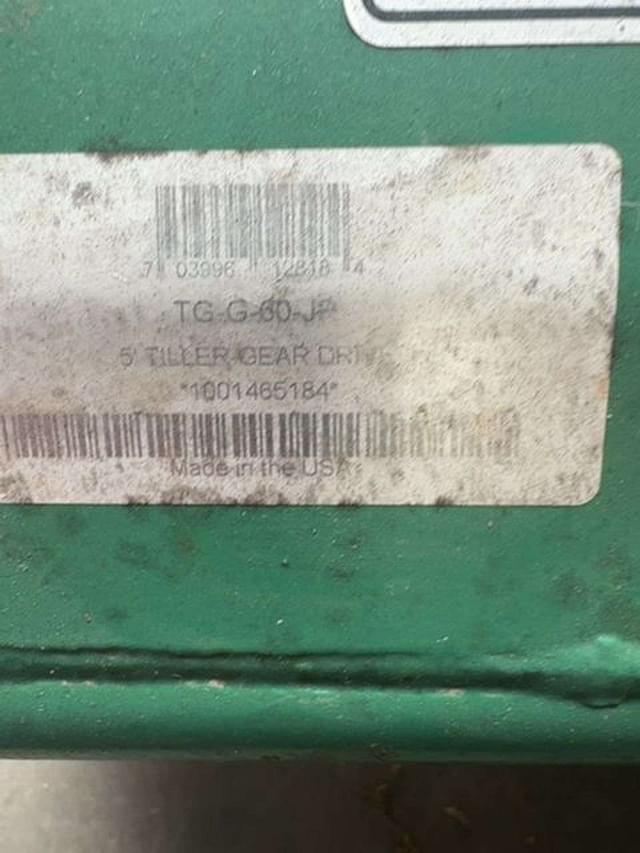 7 03996 12818 4
TG-G-60-JP
5' TILLER GEAR DRIVE
*1001465184*
Made in the USA